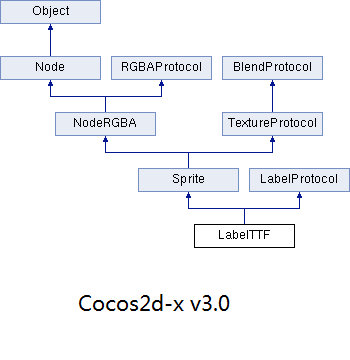 Object
Node RGBAProtocol BlendProtocol
NodeRGBA TextureProtocol
Sprite LabelProtocol
LabelTTF
Cocos2d-x v3.0